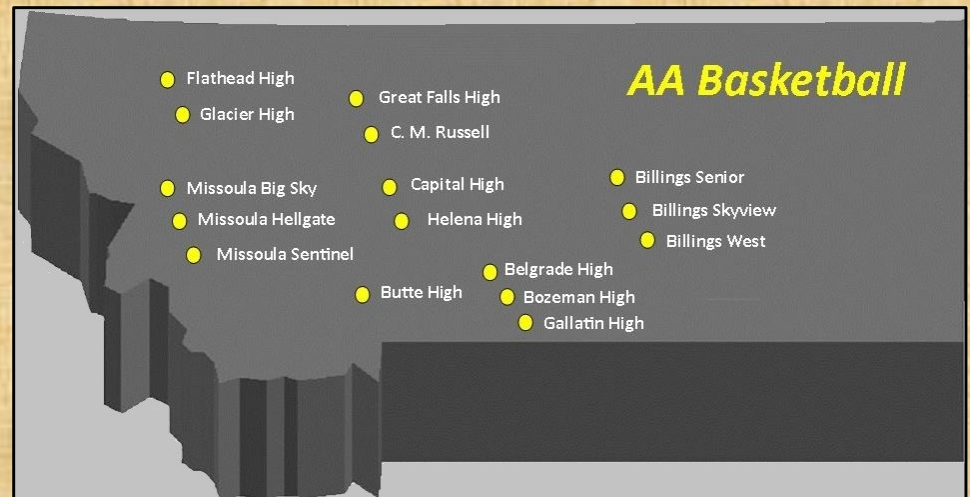 AA Basketball
Flathead High
Glacier High
Great Falls High
C. M. Russell
Missoula Big Sky
Missoula Hellgate
Missoula Sentinel
Capital High
Helena High
Butte High
Billings Senior
Billings Skyview
Billings West
Belgrade High
Bozeman High
Gallatin High